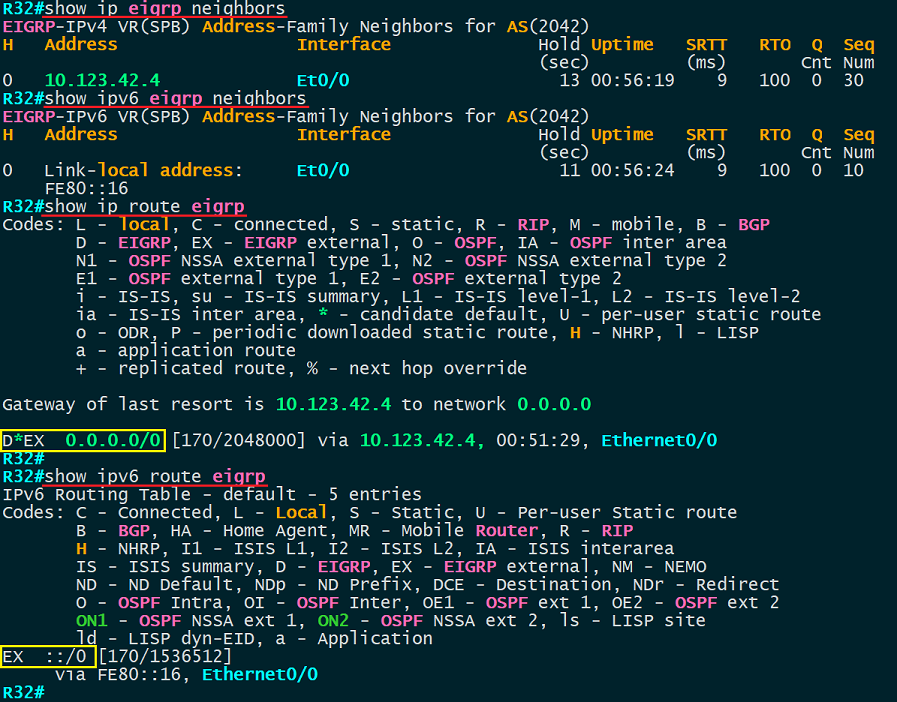 R32#show ip eigrp neighbors
EIGRP-IPv4 VR(SPB) Address-Family Neighbors for AS(2042)
H   Address                 Interface              Hold Uptime   SRTT   RTO  Q  Seq
                                                   (sec)         (ms)       Cnt Num
0   10.123.42.4             Et0/0                    13 00:56:19    9   100  0  30
R32#show ipv6 eigrp neighbors
EIGRP-IPv6 VR(SPB) Address-Family Neighbors for AS(2042)
H   Address                 Interface              Hold Uptime   SRTT   RTO  Q  Seq
                                                   (sec)         (ms)       Cnt Num
0   Link-local address:     Et0/0                    11 00:56:24    9   100  0  10
    FE80::16
R32#show ip route eigrp
Codes: L - local, C - connected, S - static, R - RIP, M - mobile, B - BGP
       D - EIGRP, EX - EIGRP external, O - OSPF, IA - OSPF inter area
       N1 - OSPF NSSA external type 1, N2 - OSPF NSSA external type 2
       E1 - OSPF external type 1, E2 - OSPF external type 2
       i - IS-IS, su - IS-IS summary, L1 - IS-IS level-1, L2 - IS-IS level-2
       ia - IS-IS inter area, * - candidate default, U - per-user static route
       o - ODR, P - periodic downloaded static route, H - NHRP, l - LISP
       a - application route
       + - replicated route, % - next hop override
Gateway of last resort is 10.123.42.4 to network 0.0.0.0
D*EX  0.0.0.0/0 [170/2048000] via 10.123.42.4, 00:51:29, Ethernet0/0
R32#
R32#show ipv6 route eigrp
IPv6 Routing Table - default - 5 entries
Codes: C - Connected, L - Local, S - Static, U - Per-user Static route
       B - BGP, HA - Home Agent, MR - Mobile Router, R - RIP
       H - NHRP, I1 - ISIS L1, I2 - ISIS L2, IA - ISIS interarea
       IS - ISIS summary, D - EIGRP, EX - EIGRP external, NM - NEMO
       ND - ND Default, NDp - ND Prefix, DCE - Destination, NDr - Redirect
       O - OSPF Intra, OI - OSPF Inter, OE1 - OSPF ext 1, OE2 - OSPF ext 2
       ON1 - OSPF NSSA ext 1, ON2 - OSPF NSSA ext 2, ls - LISP site
       ld - LISP dyn-EID, a - Application
EX  ::/0 [170/1536512]
     via FE80::16, Ethernet0/0
R32#